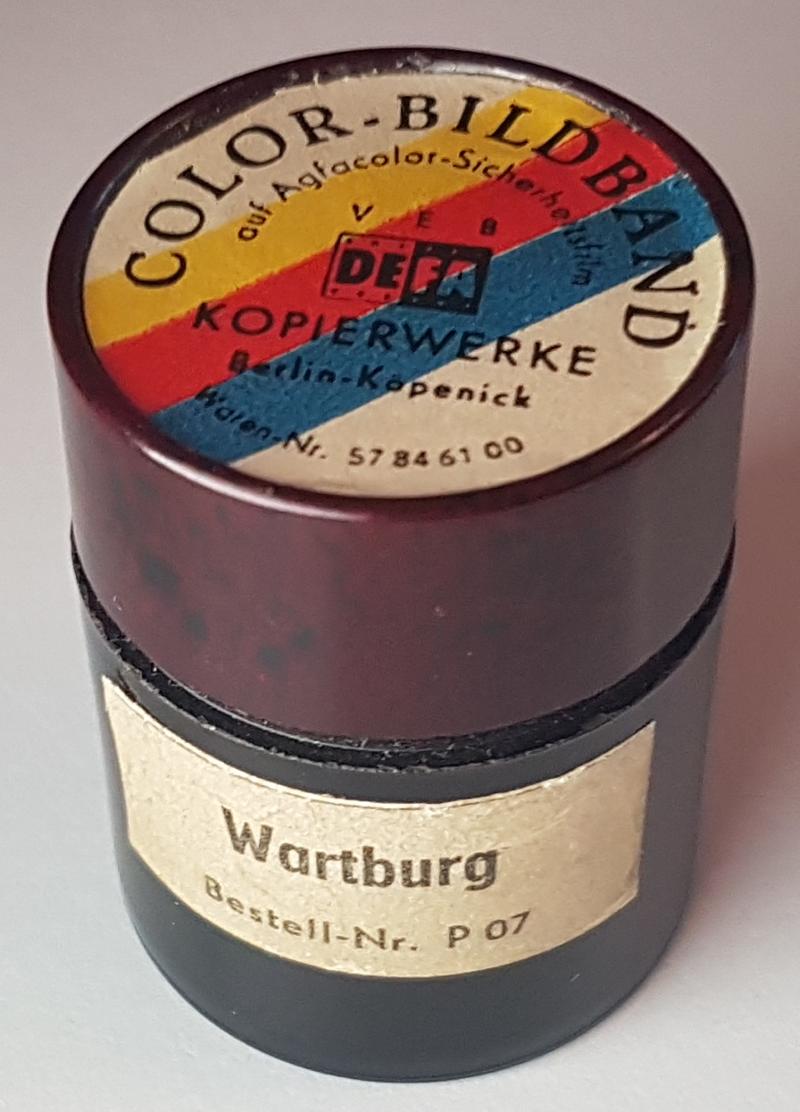 COLOR-BILDBAND
auf Agfacolor-Sicherheitsfilm
VEB
DEFA
KOPIERWERKE
Berlin-Köpenick
Waren-Nr. 57 84 61 00
Wartburg
Bestell-Nr. P 07